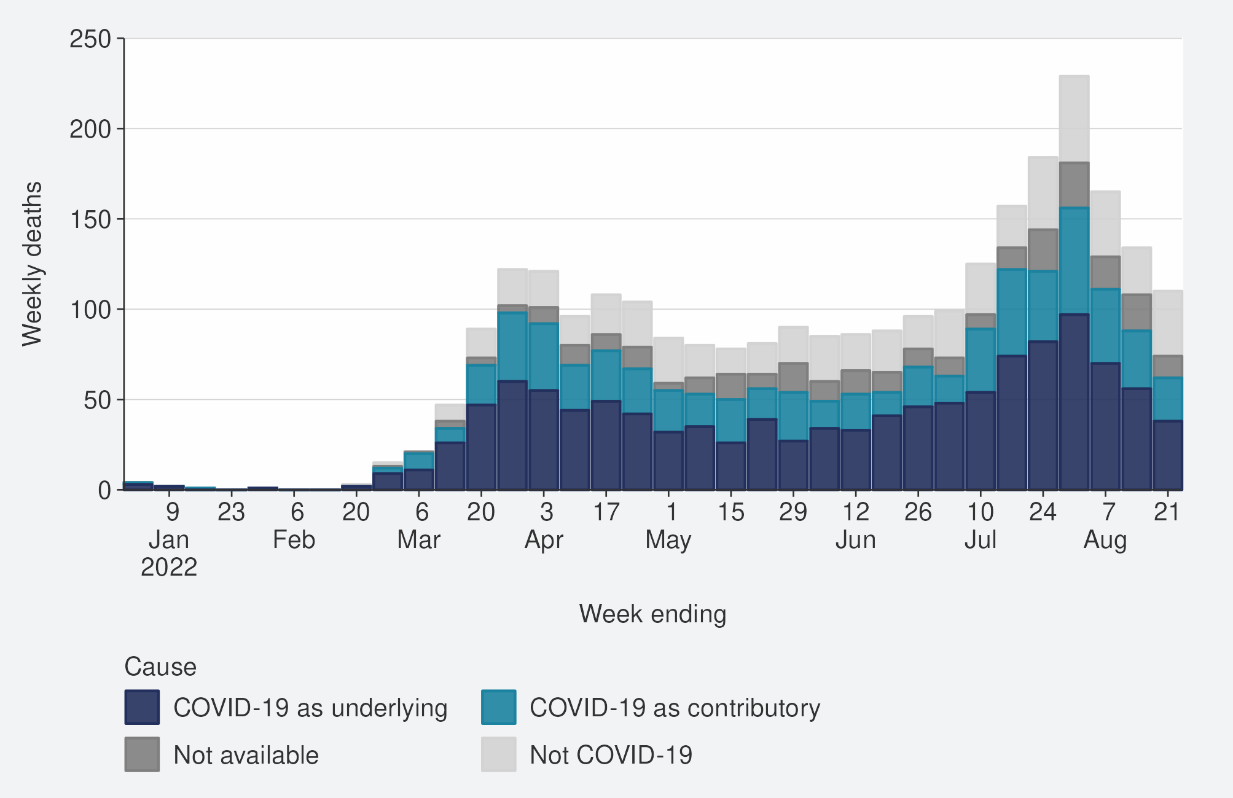 250
200
150
100
50
0
Weekly deaths
9 23 6 20 6 20 3 17 1 15 29 12 26 10 24 7 21
Jan Feb Mar Apr May Jun Jul Aug
2022
Week ending
Cause
COVID-19 as underlying COVID-19 as contributory
Not available Not COVID-19